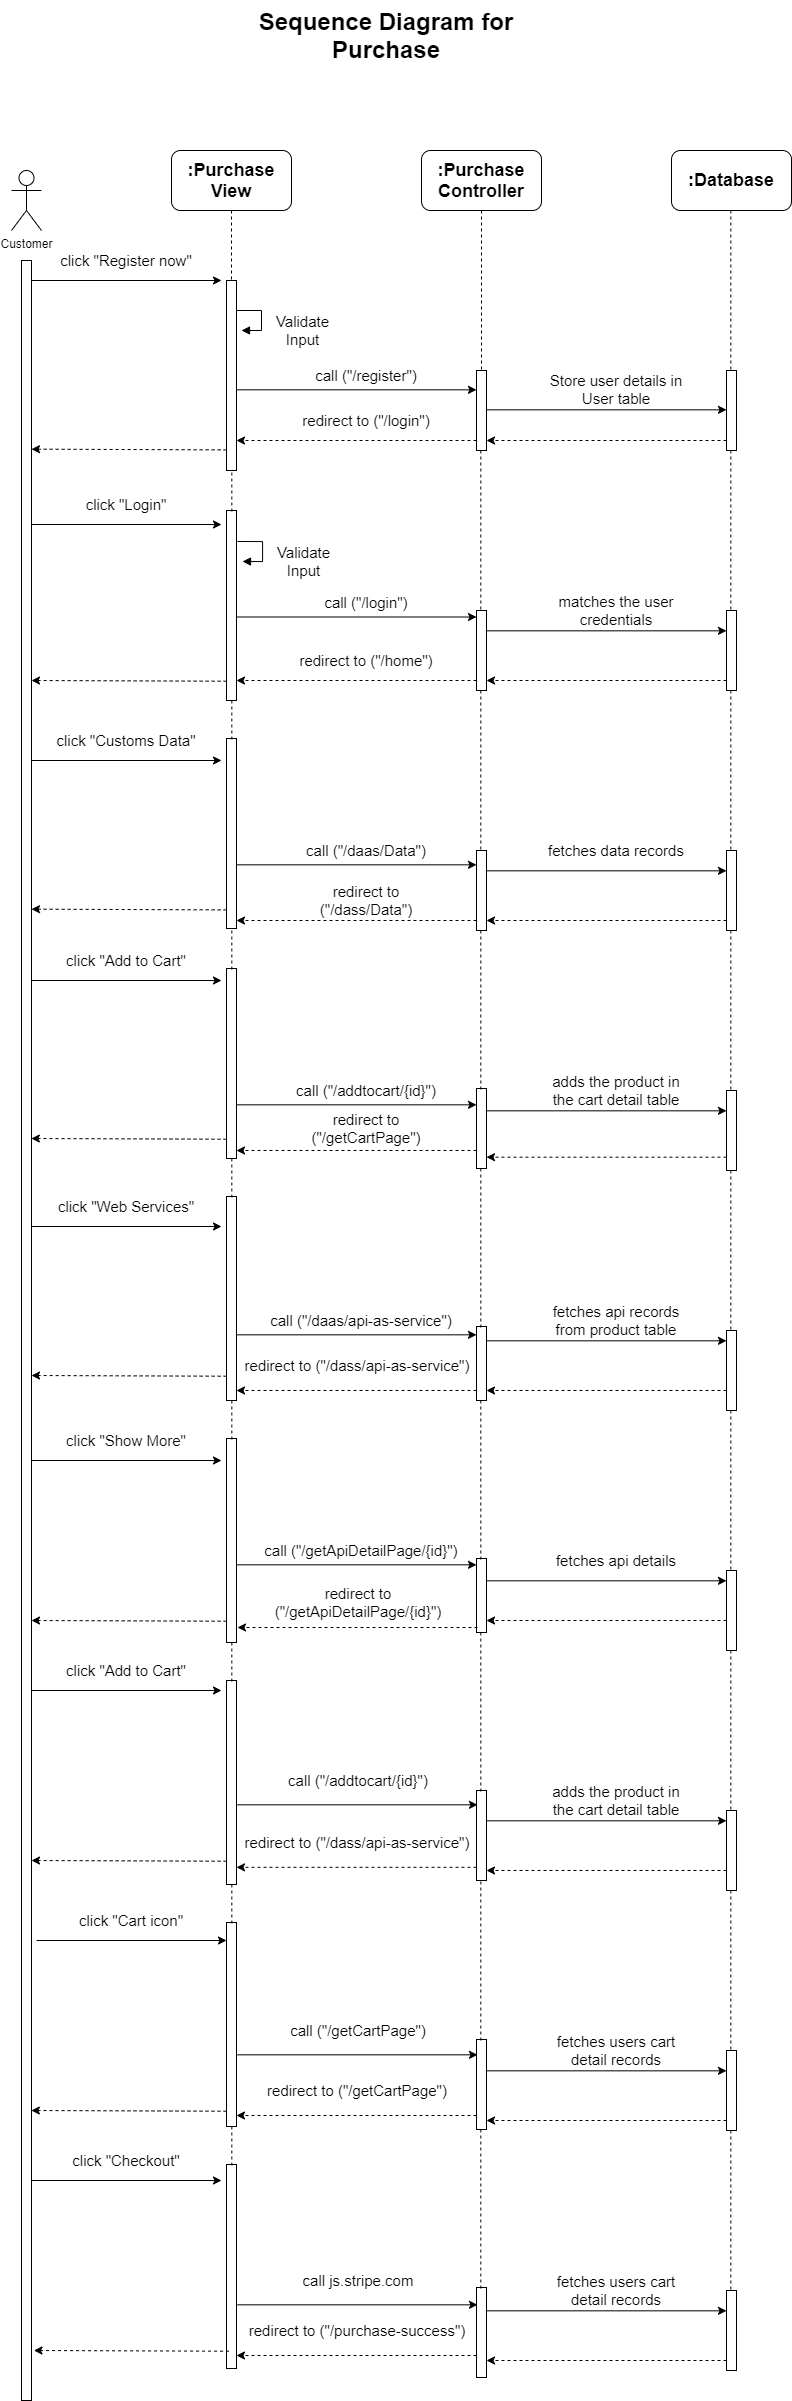 Sequence Diagram for
Purchase
:Purchase
View
:Purchase
Controller
:Database
Customer
click "Register now"
Validate
Input
call ("/register")
Store user details in
User table
redirect to ("/login")
click "Login"
Validate
Input
call ("/login")
matches the user
credentials
redirect to ("/home")
click "Customs Data"
call ("/daas/Data")
fetches data records
redirect to
("/dass/Data")
click "Add to Cart"
call ("/addtocart/{id}")
adds the product in
the cart detail table
redirect to
("/getCartPage")
click "Web Services"
call ("/daas/api-as-service")
fetches api records
from product table
redirect to ("/dass/api-as-service")
click "Show More"
call ("/getApiDetailPage/{id}")
fetches api details
redirect to
("/getApiDetailPage/{id}")
click "Add to Cart"
call ("/addtocart/{id}")
adds the product in
the cart detail table
redirect to ("/dass/api-as-service")
click "Cart icon"
call ("/getCartPage")
fetches users cart
detail records
redirect to ("/getCartPage")
click "Checkout"
call js.stripe.com
fetches users cart
detail records
redirect to ("/purchase-success")